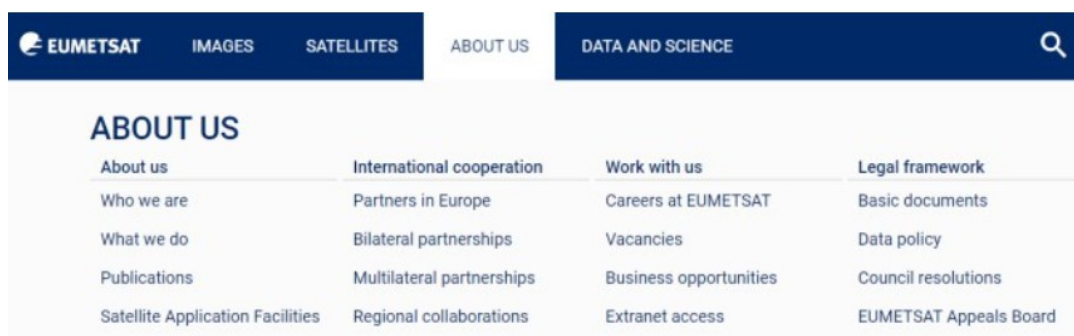 EUMETSAT IMAGES SATELLITES ABOUT US DATA AND SCIENCE
ABOUT US
About us International cooperation Work with us Legal framework
Who we are Partners in Europe Careers at EUMETSAT Basic documents
What we do Bilateral partnerships Vacancies Data policy
Publications Multilateral partnerships Business opportunities Council resolutions
Satellite Application Facilities Regional collaborations Extranet access EUMETSAT Appeals Board